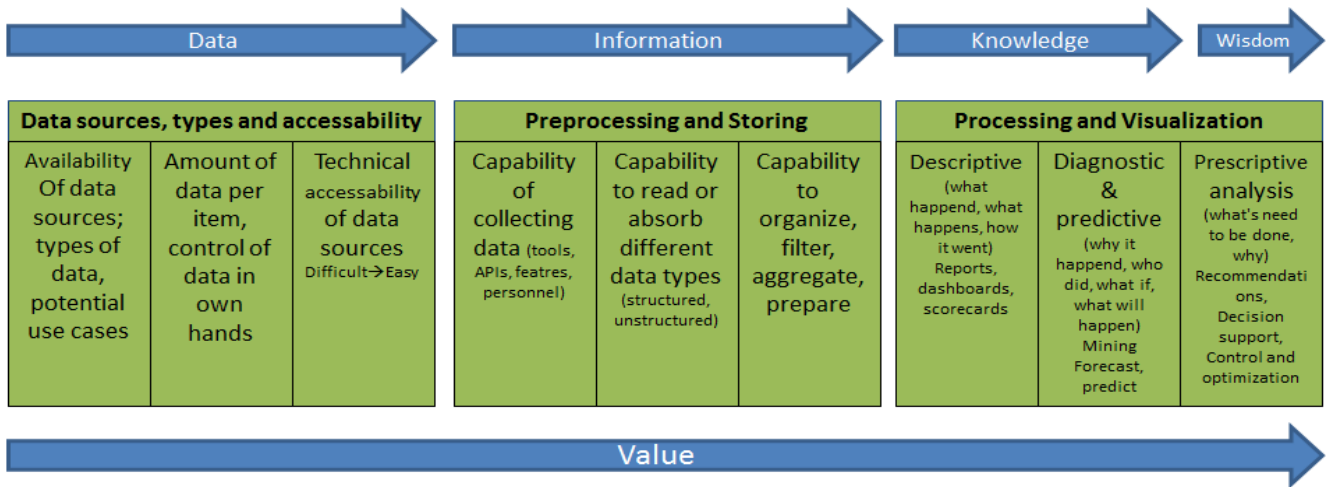 Data
Information
Knowledge
Wisdom
Data sources, types and accessability
Availability
Of data
sources;
types of
data,
potential
use cases
Amount of
data per
item,
control of
data in
own
hands
Technical
accessability
of data
sources
Difficult→Easy
Preprocessing and Storing
Capability
of
collecting
data (tools,
APIs, featres,
personnel)
Capability
to read or
absorb
different
data types
(structured,
unstructured)
Capability
to
organize,
filter,
aggregate,
prepare
Processing and Visualization
Descriptive
(what
happend, what
happens, how
it went)
Reports,
dashboards,
scorecards
Diagnostic
&
predictive
(why it
happend, who
did, what if,
what will
happen)
Mining
Forecast,
predict
Prescriptive
analysis
(what's need
to be done,
why)
Recommendati
ons,
Decision
support,
Control and
optimization
Value